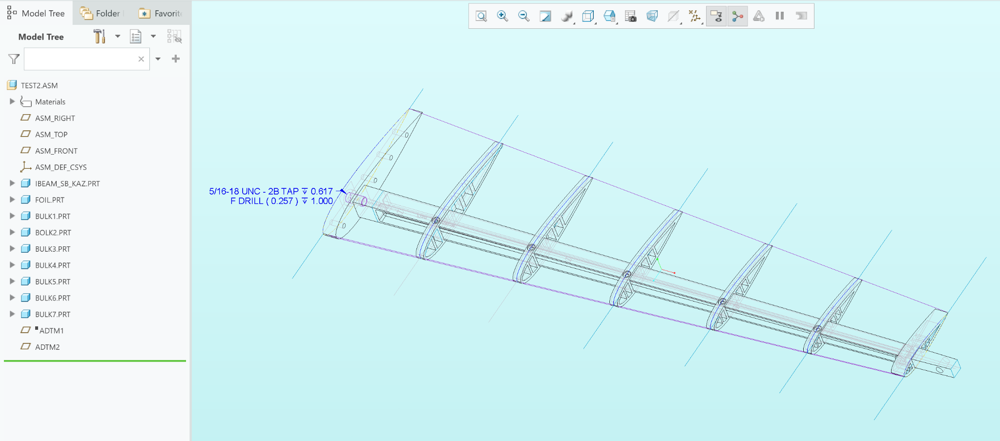 Model Tree
Folder
Favorit
Model Tree
TEST2.ASM
Materials
ASM_RIGHT
ASM_TOP
ASM_FRONT
ASM_DEF_CSYS
IBEAM_SB_KAZ.PRT
FOIL.PRT
BULK1.PRT
BOLK2.PRT
BULK3.PRT
BULK4.PRT
BULK5.PRT
BULK6.PRT
BULK7.PRT
ADTM1
ADTM2
5/16-18 UNC - 2B TAP ↧ 0.617
F DRILL ( 0.257 ) ↧ 1.000